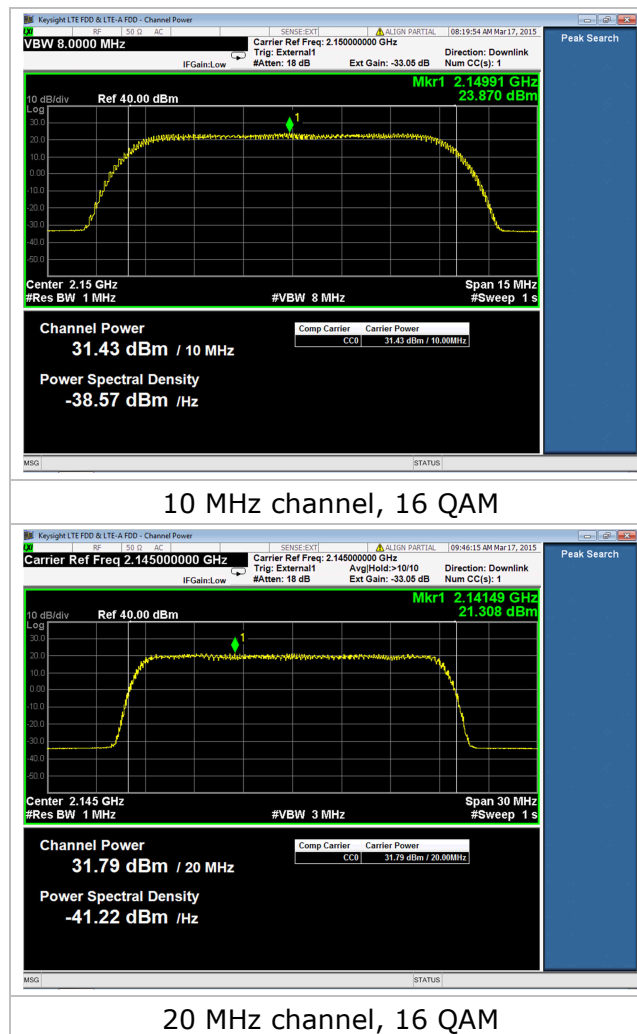 Keysight LTE FDD & LTE-A FDD - Channel Power
LXI RF 50 Ω AC SENSE:EXT ALIGN PARTIAL 08:19:54 AM Mar 17, 2015
VBW 8.0000 MHz Carrier Ref Freq: 2.150000000 GHz Peak Search
Trig: External1 Direction: Downlink
IFGain:Low #Atten: 18 dB Ext Gain: -33.05 dB Num CC(s): 1
Mkr1 2.14991 GHz
10 dB/div Ref 40.00 dBm 23.870 dBm
Log
30.0
1
20.0
10.0
0.00
-10.0
-20.0
-30.0
-40.0
-50.0
Center 2.15 GHz Span 15 MHz
#Res BW 1 MHz #VBW 8 MHz #Sweep 1 s
Channel Power Comp Carrier Carrier Power
CC0 31.43 dBm / 10.00MHz
31.43 dBm / 10 MHz
Power Spectral Density
-38.57 dBm /Hz
MSG STATUS
10 MHz channel, 16 QAM
Keysight LTE FDD & LTE-A FDD - Channel Power
LXI RF 50 Ω AC SENSE:EXT ALIGN PARTIAL 09:46:15 AM Mar 17, 2015
Carrier Ref Freq 2.145000000 GHz Carrier Ref Freq: 2.145000000 GHz Peak Search
Trig: External1 Avg|Hold:>10/10 Direction: Downlink
IFGain:Low #Atten: 18 dB Ext Gain: -33.05 dB Num CC(s): 1
Mkr1 2.14149 GHz
10 dB/div Ref 40.00 dBm 21.308 dBm
Log
30.0
1
20.0
10.0
0.00
-10.0
-20.0
-30.0
-40.0
-50.0
Center 2.145 GHz Span 30 MHz
#Res BW 1 MHz #VBW 3 MHz #Sweep 1 s
Channel Power Comp Carrier Carrier Power
CC0 31.79 dBm / 20.00MHz
31.79 dBm / 20 MHz
Power Spectral Density
-41.22 dBm /Hz
MSG STATUS
20 MHz channel, 16 QAM